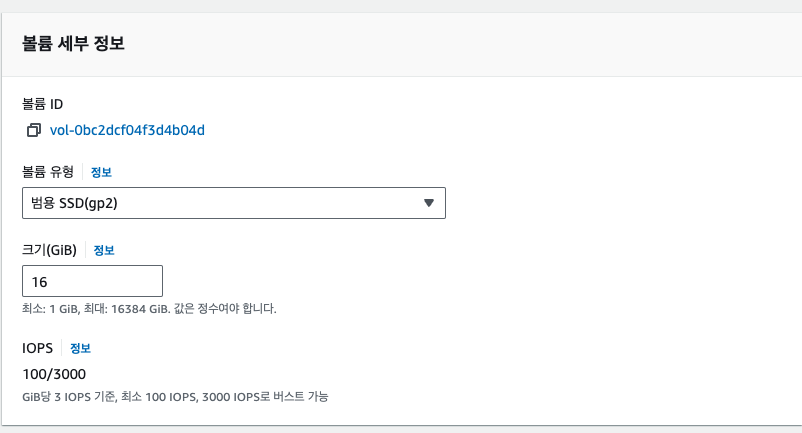 볼륨 세부 정보
볼륨 ID
vol-0bc2dcf04f3d4b04d
볼륨 유형 정보
범용 SSD(gp2)
크기(GiB) 정보
16
최소: 1 GiB, 최대: 16384 GiB. 값은 정수여야 합니다.
IOPS 정보
100/3000
GiB당 3 IOPS 기준, 최소 100 IOPS, 3000 IOPS로 버스트 가능